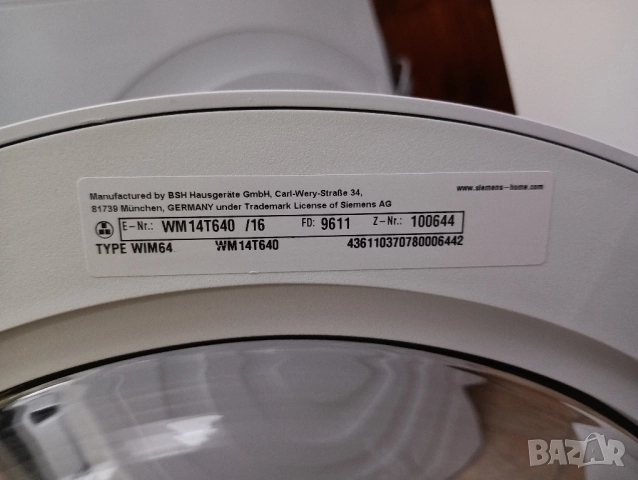 Manufactured by BSH Hausgeräte GmbH, Carl-Wery-Straße 34,
81739 München, GERMANY under Trademark License of Siemens AG
www.siemens-home.com
E-Nr.: WM14T640 /16 FD: 9611 Z-Nr.: 100644
TYPE WIM64 WM14T640 436110370780006442
BAZAR